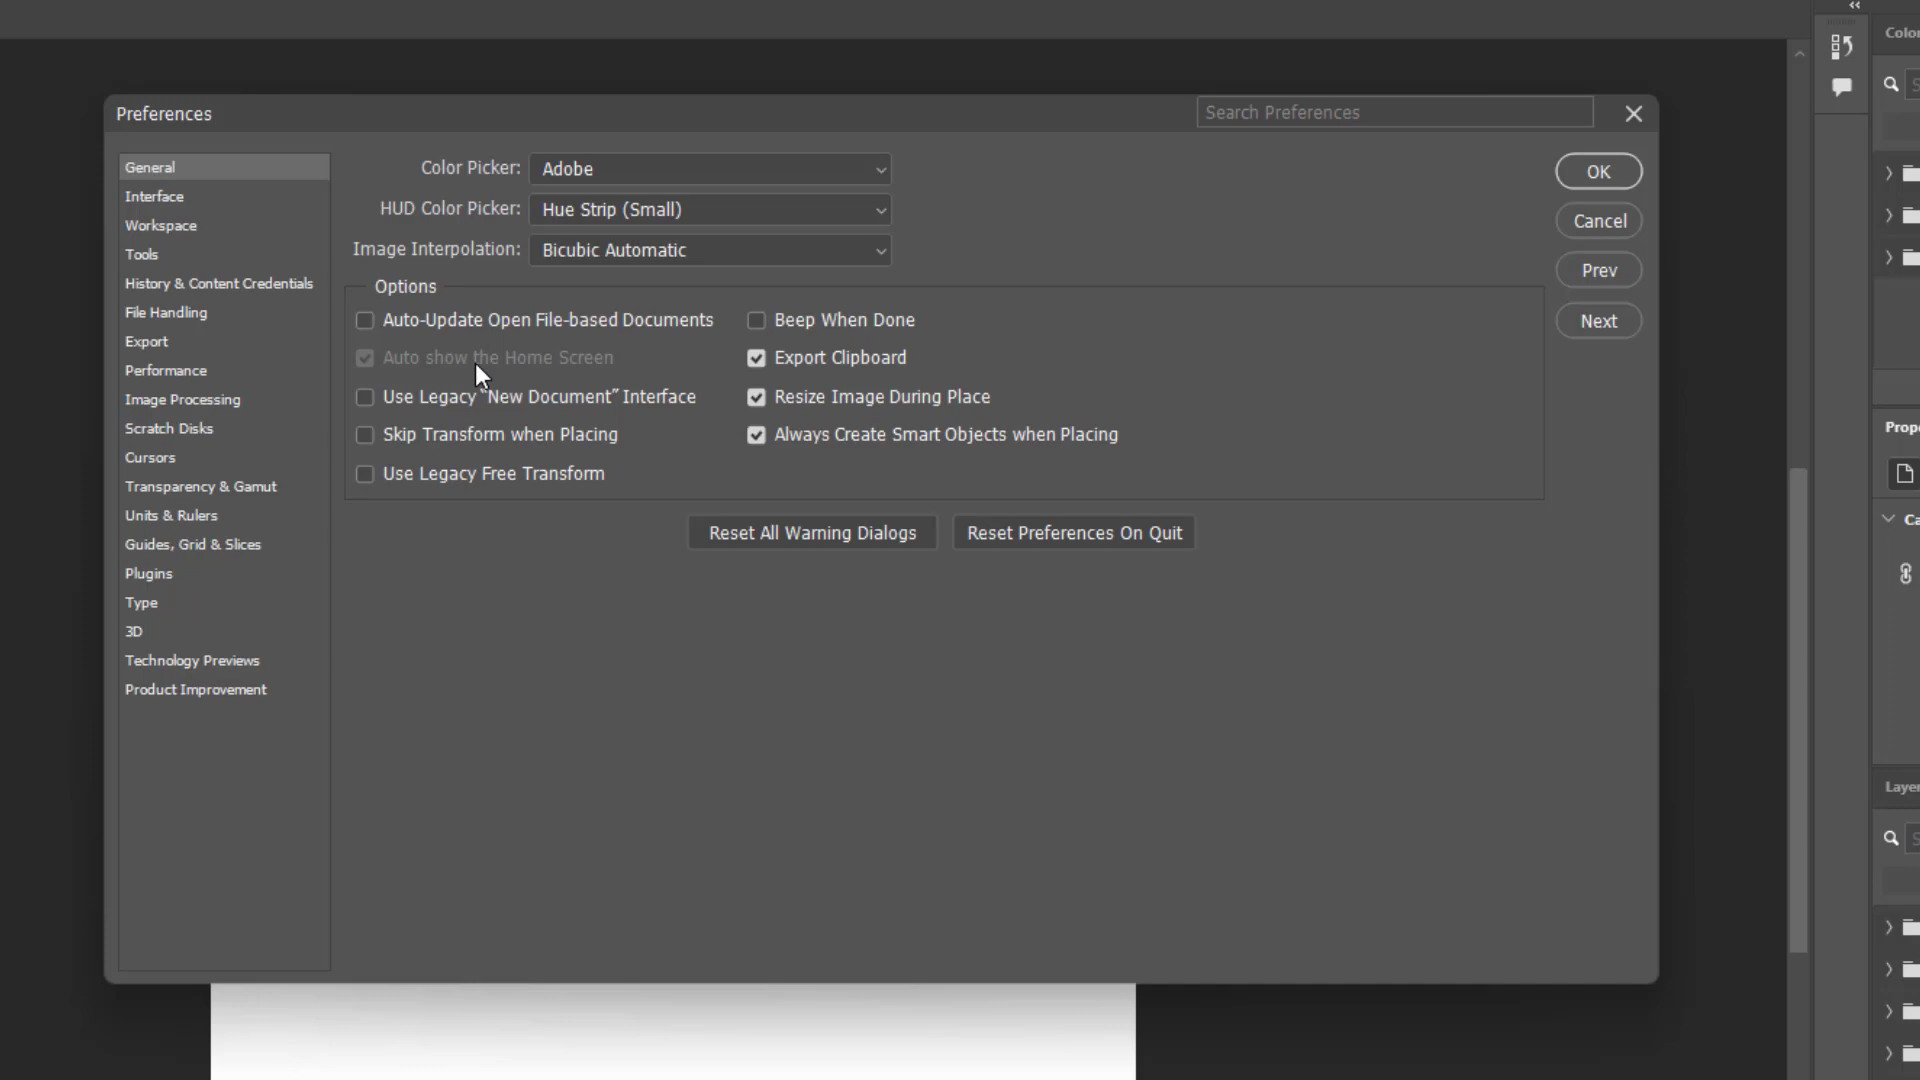 Preferences
Search Preferences
General
Interface
Workspace
Tools
History & Content Credentials
File Handling
Export
Performance
Image Processing
Scratch Disks
Cursors
Transparency & Gamut
Units & Rulers
Guides, Grid & Slices
Plugins
Type
3D
Technology Previews
Product Improvement
Color Picker: Adobe
HUD Color Picker: Hue Strip (Small)
Image Interpolation: Bicubic Automatic
Options
Auto-Update Open File-based Documents
Auto show the Home Screen
Use Legacy “New Document” Interface
Skip Transform when Placing
Use Legacy Free Transform
Beep When Done
Export Clipboard
Resize Image During Place
Always Create Smart Objects when Placing
Reset All Warning Dialogs
Reset Preferences On Quit
OK
Cancel
Prev
Next